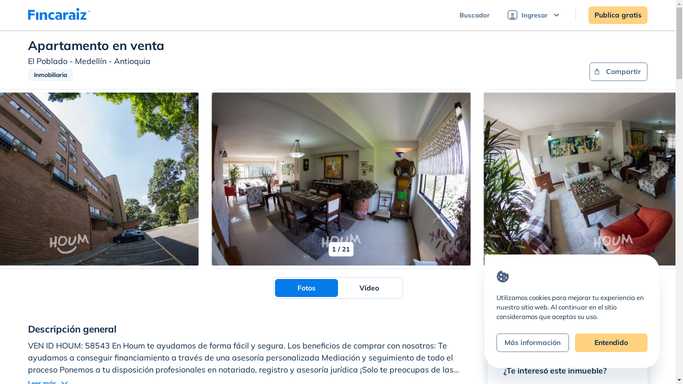 Fincaraiz
Buscador
Ingresar
Publica gratis
Apartamento en venta
El Poblado - Medellín - Antioquia
Inmobiliaria
Compartir
HOUM
HOUM
HOUM
1 / 21
Fotos
Video
Utilizamos cookies para mejorar tu experiencia en
nuestro sitio web. Al continuar en el sitio
consideramos que aceptas su uso.
Más información
Entendido
Descripción general
VEN ID HOUM: 58543 En Houm te ayudamos de forma fácil y segura. Los beneficios de comprar con nosotros: Te
ayudamos a conseguir financiamiento a través de una asesoría personalizada Mediación y seguimiento de todo el
proceso Ponemos a tu disposición profesionales en notariado, registro y asesoría jurídica ¡Solo te preocupas de las...
Leer más
¿Te interesó este inmueble?